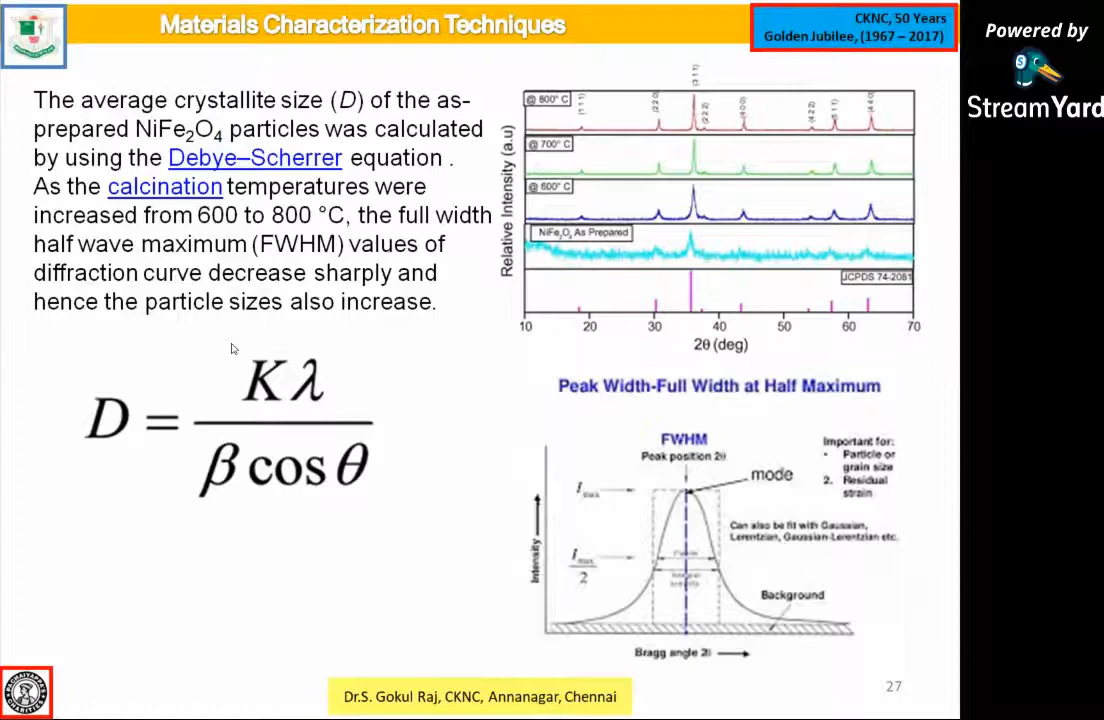 Materials Characterization Techniques
CKNC, 50 Years
Golden Jubilee, (1967 – 2017)
Powered by
StreamYard
The average crystallite size (D) of the as-
prepared NiFe₂O₄ particles was calculated
by using the Debye–Scherrer equation .
As the calcination temperatures were
increased from 600 to 800 °C, the full width
half wave maximum (FWHM) values of
diffraction curve decrease sharply and
hence the particle sizes also increase.
D = Kλ / β cos θ
Relative Intensity (a.u)
@ 800° C
(1 1 1)
(2 2 0)
(3 1 1)
(2 2 2)
(4 0 0)
(4 2 2)
(5 1 1)
(4 4 0)
@ 700° C
@ 600° C
NiFe₂O₄ As Prepared
JCPDS 74-2081
10 20 30 40 50 60 70
2θ (deg)
Peak Width-Full Width at Half Maximum
FWHM
Peak position 2θ
mode
Important for:
Particle or
grain size
2. Residual
strain
I max
I max / 2
Can also be fit with Gaussian,
Lerentzian, Gaussian-Lerentzian etc.
Intensity
Background
Bragg angle 2θ
Dr.S. Gokul Raj, CKNC, Annanagar, Chennai
27